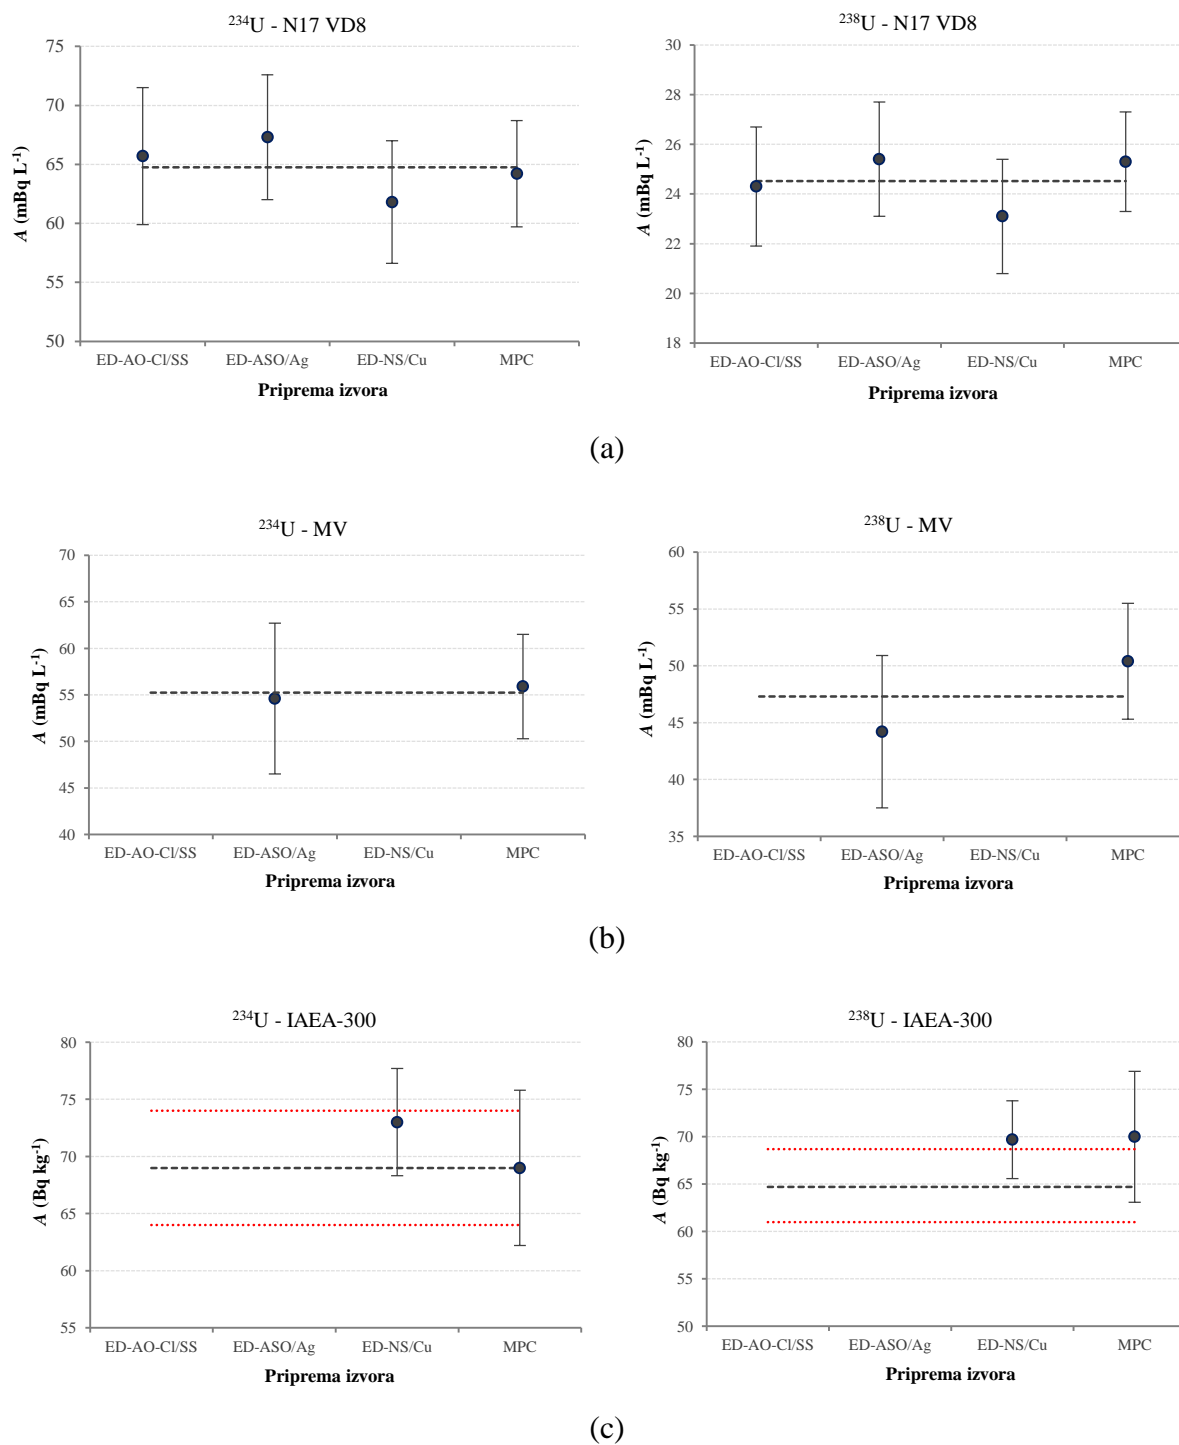 ²³⁴U - N17 VD8
75
70
65
60
55
50
A (mBq L⁻¹)
ED-AO-Cl/SS ED-ASO/Ag ED-NS/Cu MPC
Priprema izvora
²³⁸U - N17 VD8
30
28
26
24
22
20
18
A (mBq L⁻¹)
ED-AO-Cl/SS ED-ASO/Ag ED-NS/Cu MPC
Priprema izvora
(a)
²³⁴U - MV
70
65
60
55
50
45
40
A (mBq L⁻¹)
ED-AO-Cl/SS ED-ASO/Ag ED-NS/Cu MPC
Priprema izvora
²³⁸U - MV
60
55
50
45
40
35
A (mBq L⁻¹)
ED-AO-Cl/SS ED-ASO/Ag ED-NS/Cu MPC
Priprema izvora
(b)
²³⁴U - IAEA-300
80
75
70
65
60
55
A (Bq kg⁻¹)
ED-AO-Cl/SS ED-ASO/Ag ED-NS/Cu MPC
Priprema izvora
²³⁸U - IAEA-300
80
75
70
65
60
55
50
A (Bq kg⁻¹)
ED-AO-Cl/SS ED-ASO/Ag ED-NS/Cu MPC
Priprema izvora
(c)